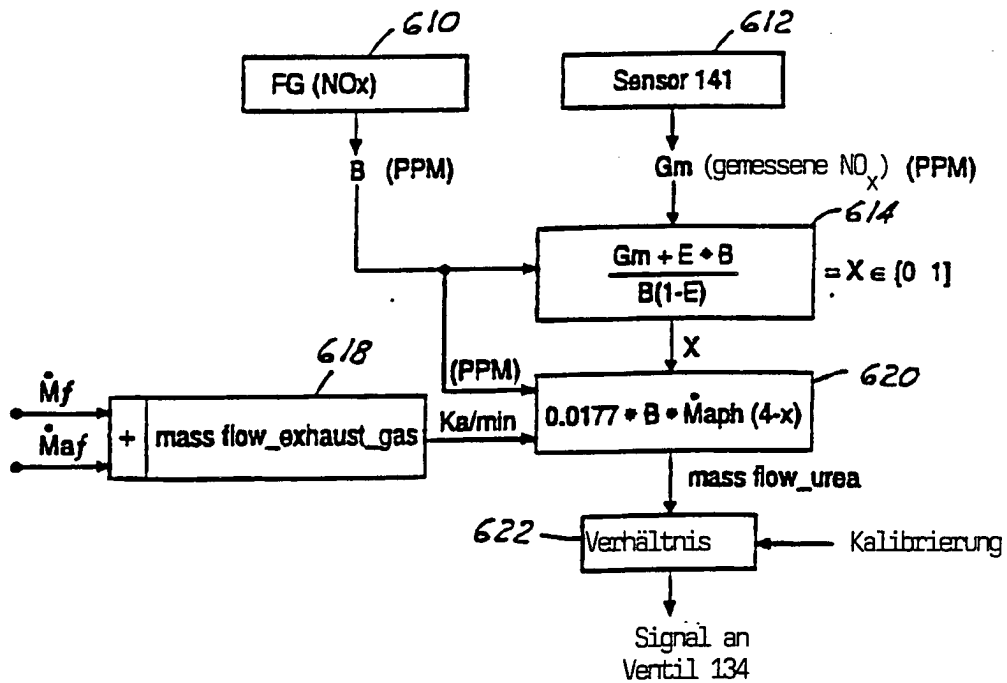 610
612
FG (NOx)
Sensor 141
B (PPM)
Gm (gemessene NOx) (PPM)
614
Gm + E * B
B(1-E)
= X ∈ [0 1]
X
618
(PPM)
620
Ṁf
Ṁaf
+
mass flow_exhaust_gas
Ka/min
0.0177 * B * Ṁaph (4-x)
mass flow_urea
622
Verhältnis
Kalibrierung
Signal an
Ventil 134